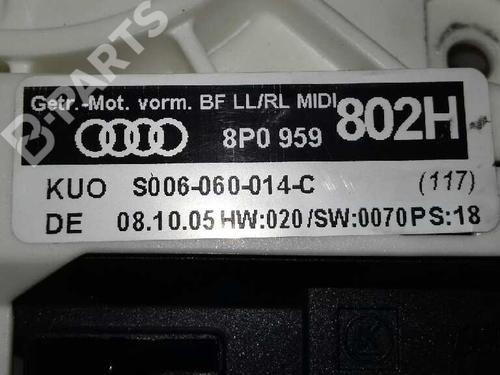 B-PARTS
Getr.-Mot. vorm. BF LL/RL MIDI
8P0 959 802H
KUO S006-060-014-C (117)
DE 08.10.05 HW:020/SW:0070 PS:18